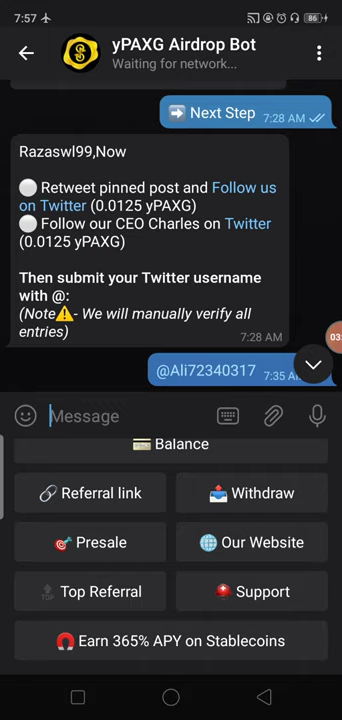 7:57
86
yPAXG Airdrop Bot
Waiting for network...
Next Step 7:28 AM
Razaswl99,Now
Retweet pinned post and Follow us
on Twitter (0.0125 yPAXG)
Follow our CEO Charles on Twitter
(0.0125 yPAXG)
Then submit your Twitter username
with @:
(Note⚠- We will manually verify all
entries)
7:28 AM
@Ali72340317 7:35 AM
03:
Message
Balance
Referral link
Withdraw
Presale
Our Website
TOP Top Referral
Support
Earn 365% APY on Stablecoins